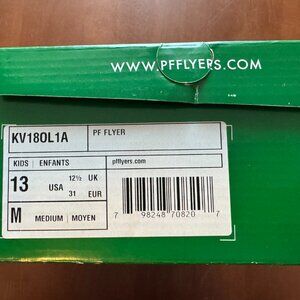 WWW.PFFLYERS.COM
KV18OL1A
PF FLYER
KIDS | ENFANTS
pfflyers.com
13 USA 12½ UK
31 EUR
M MEDIUM | MOYEN
7 98248 70820 7